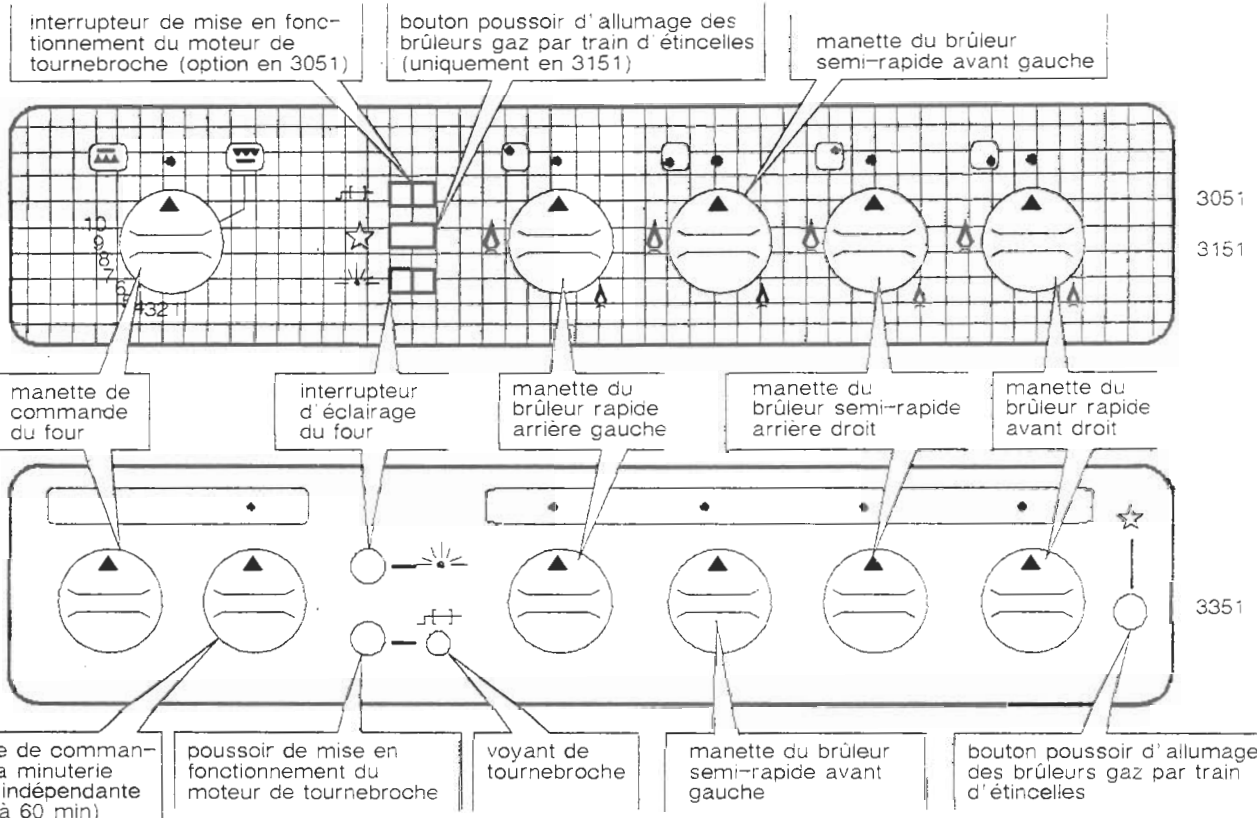 interrupteur de mise en fonc-
tionnement du moteur de
tournebroche (option en 3051)
bouton poussoir d'allumage des
brûleurs gaz par train d'étincelles
(uniquement en 3151)
manette du brûleur
semi-rapide avant gauche
3051
3151
10
9
8
7
6
5
4321
manette de
commande
du four
interrupteur
d'éclairage
du four
manette du
brûleur rapide
arrière gauche
manette du
brûleur semi-rapide
arrière droit
manette du
brûleur rapide
avant droit
3351
e de comman-
a minuterie
indépendante
à 60 min)
poussoir de mise en
fonctionnement du
moteur de tournebroche
voyant de
tournebroche
manette du brûleur
semi-rapide avant
gauche
bouton poussoir d'allumage
des brûleurs gaz par train
d'étincelles